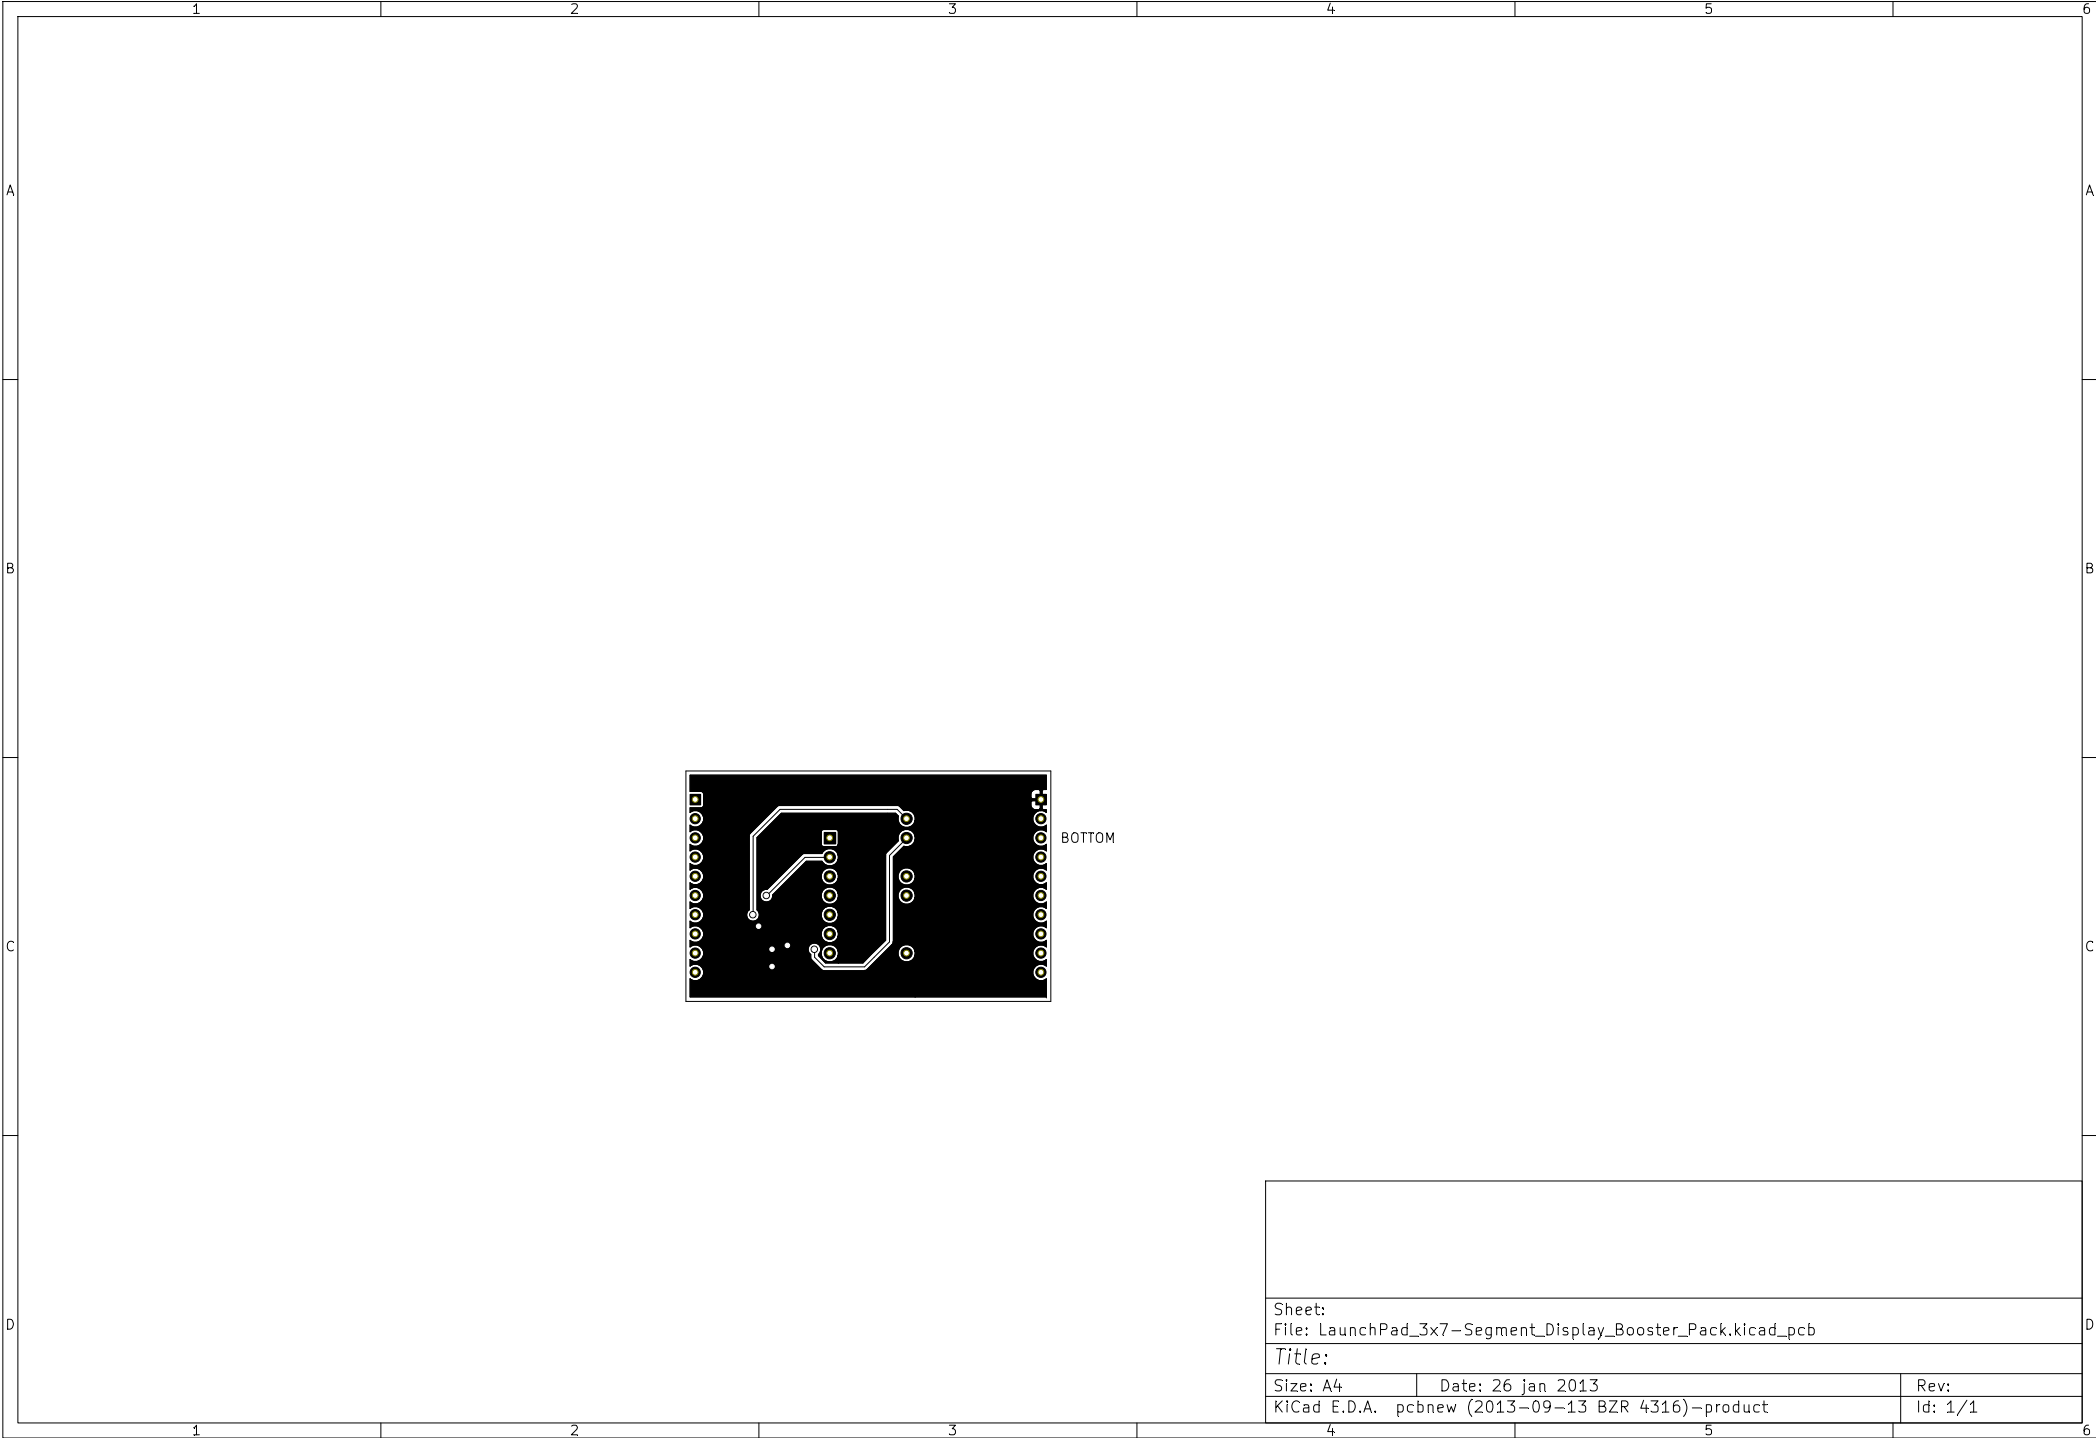 1 2 3 4 5 6
A A
B B
BOTTOM
C C
D D
Sheet:
File: LaunchPad_3x7-Segment_Display_Booster_Pack.kicad_pcb
Title:
Size: A4 Date: 26 jan 2013 Rev:
KiCad E.D.A. pcbnew (2013-09-13 BZR 4316)-product Id: 1/1
1 2 3 4 5 6